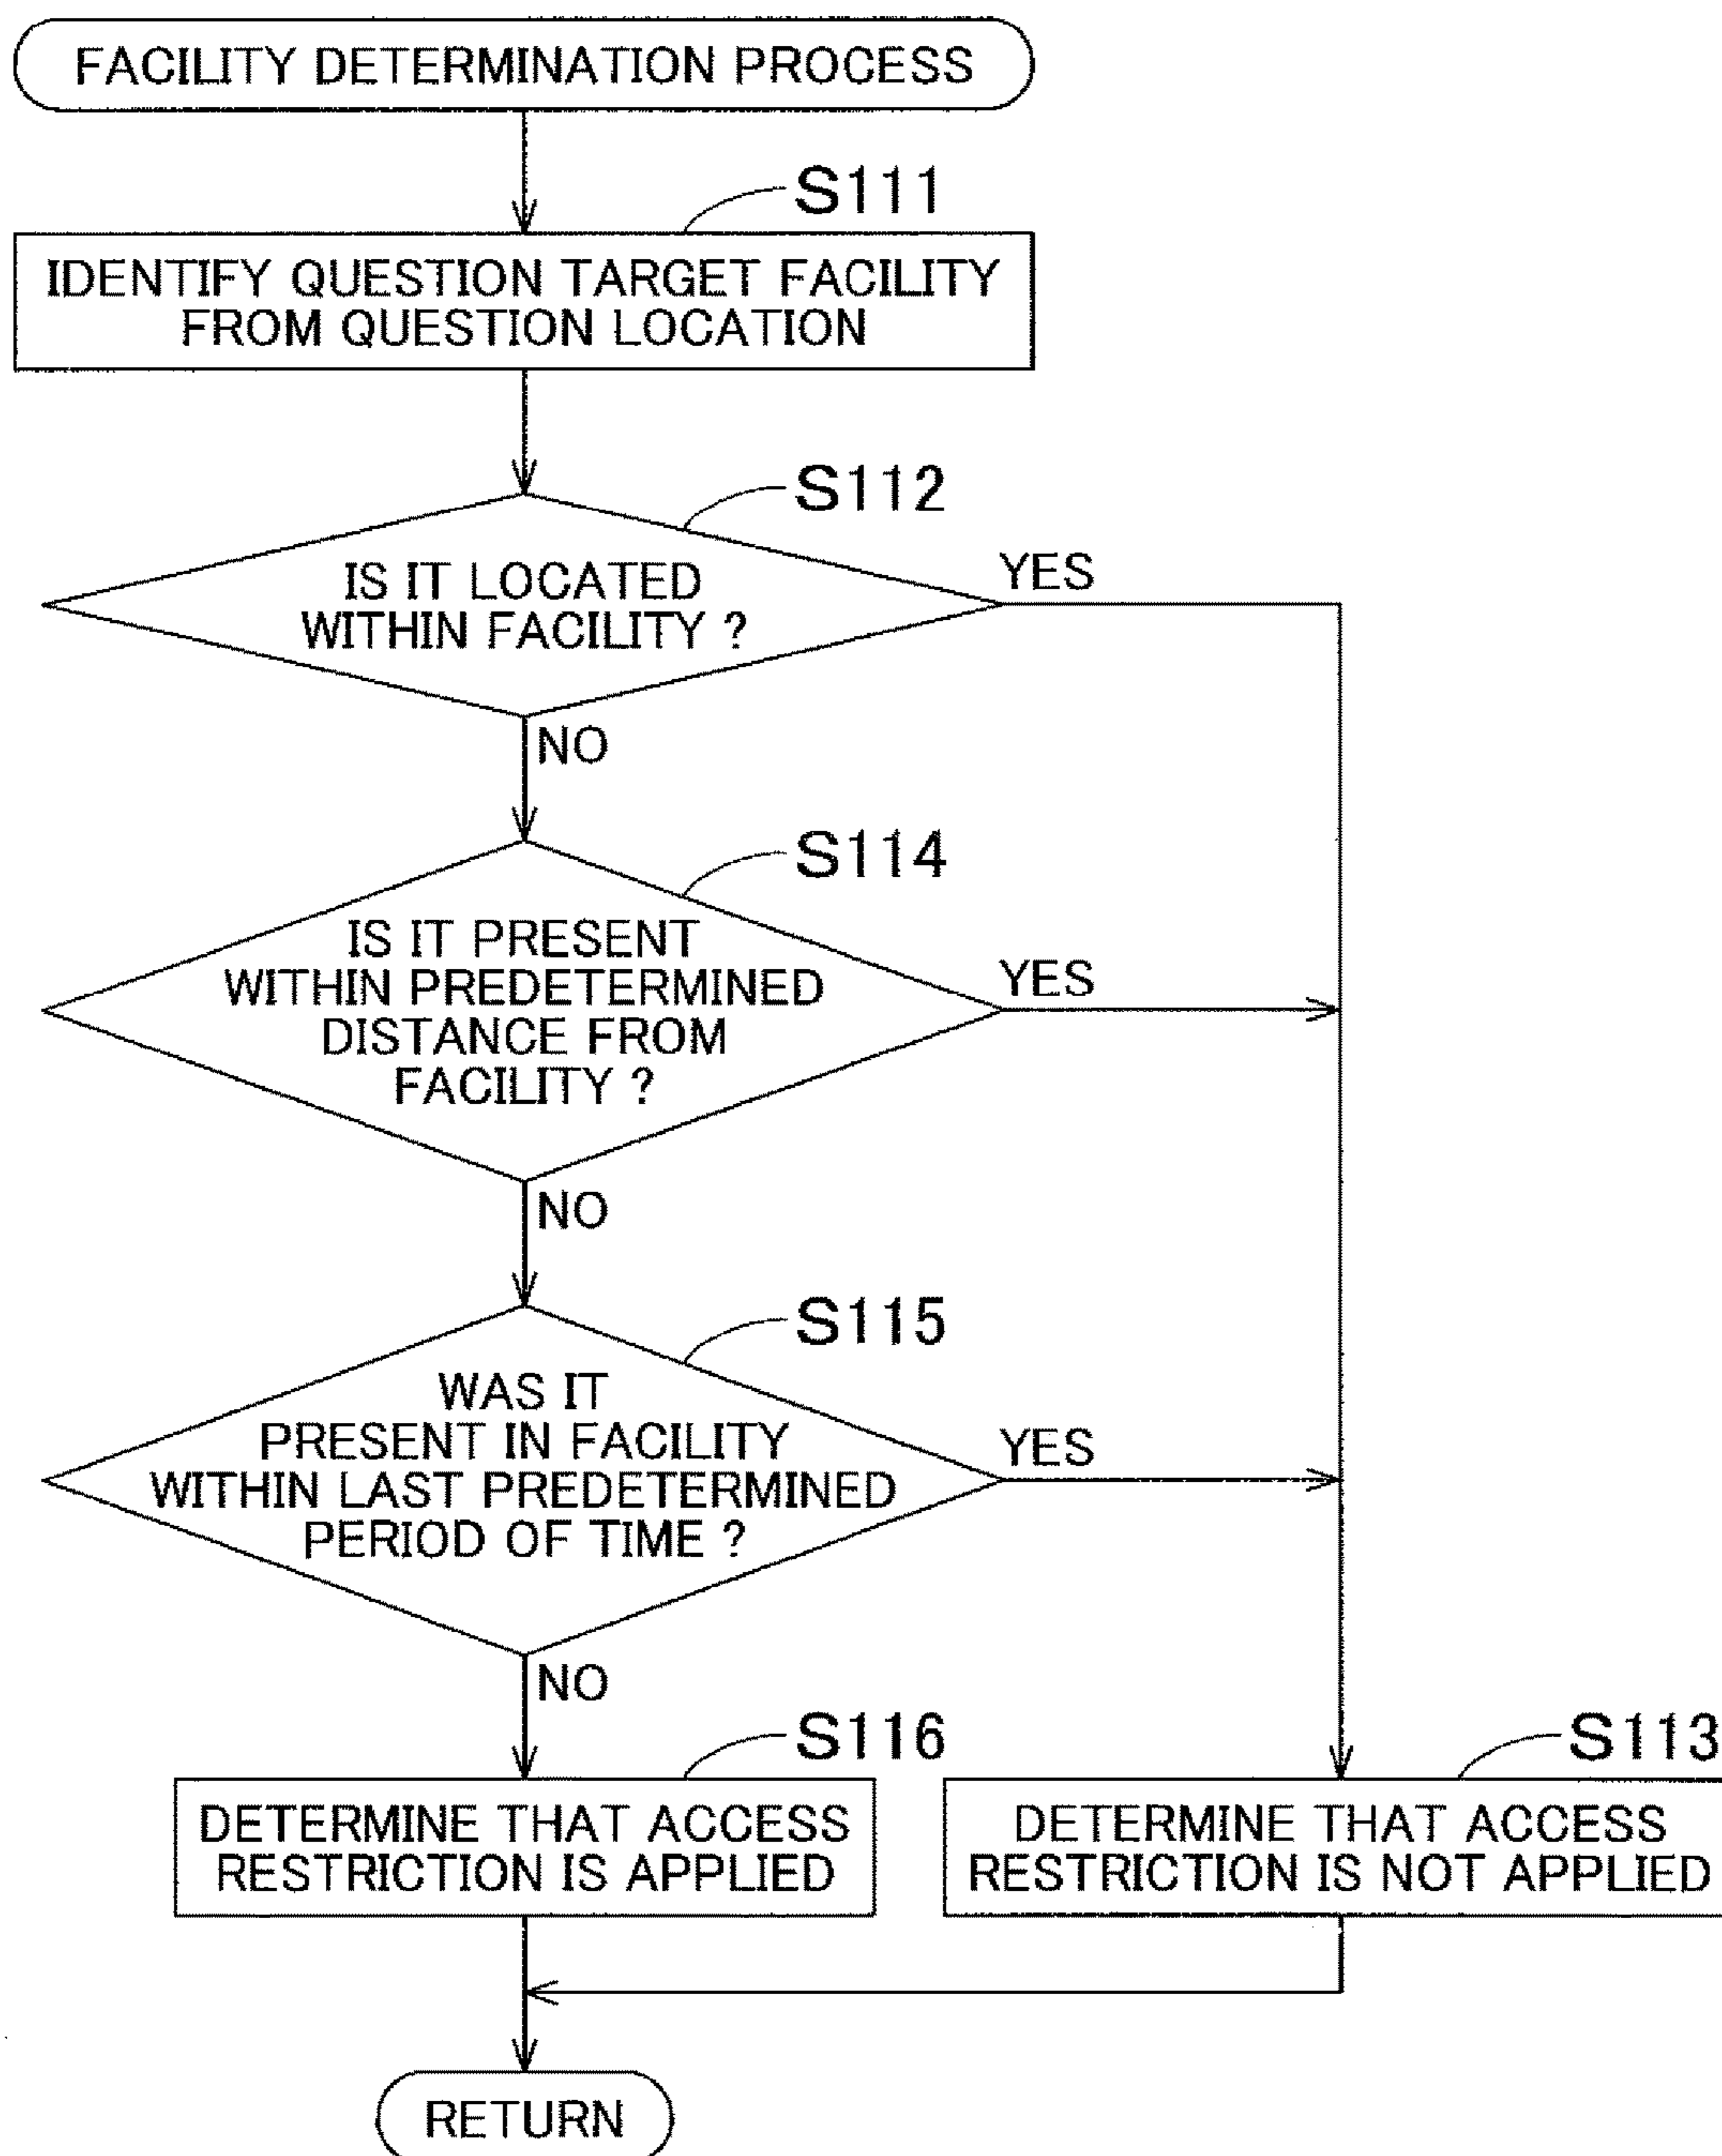 FACILITY DETERMINATION PROCESS
S111
IDENTIFY QUESTION TARGET FACILITY
FROM QUESTION LOCATION
S112
IS IT LOCATED
WITHIN FACILITY ?
YES
NO
S114
IS IT PRESENT
WITHIN PREDETERMINED
DISTANCE FROM
FACILITY ?
YES
NO
S115
WAS IT
PRESENT IN FACILITY
WITHIN LAST PREDETERMINED
PERIOD OF TIME ?
YES
NO
S116
DETERMINE THAT ACCESS
RESTRICTION IS APPLIED
S113
DETERMINE THAT ACCESS
RESTRICTION IS NOT APPLIED
RETURN